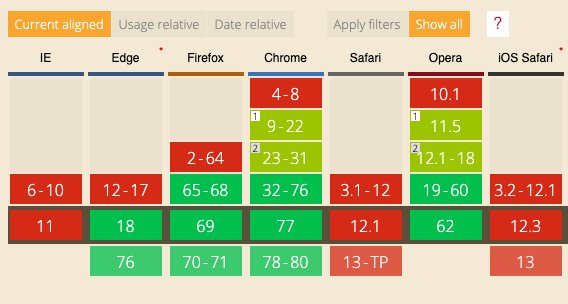 Current aligned Usage relative Date relative Apply filters Show all ?
IE Edge * Firefox Chrome Safari Opera iOS Safari *
4-8 10.1
1 9-22 1 11.5
2-64 2 23-31 2 12.1-18
6-10 12-17 65-68 32-76 3.1-12 19-60 3.2-12.1
11 18 69 77 12.1 62 12.3
76 70-71 78-80 13-TP 13